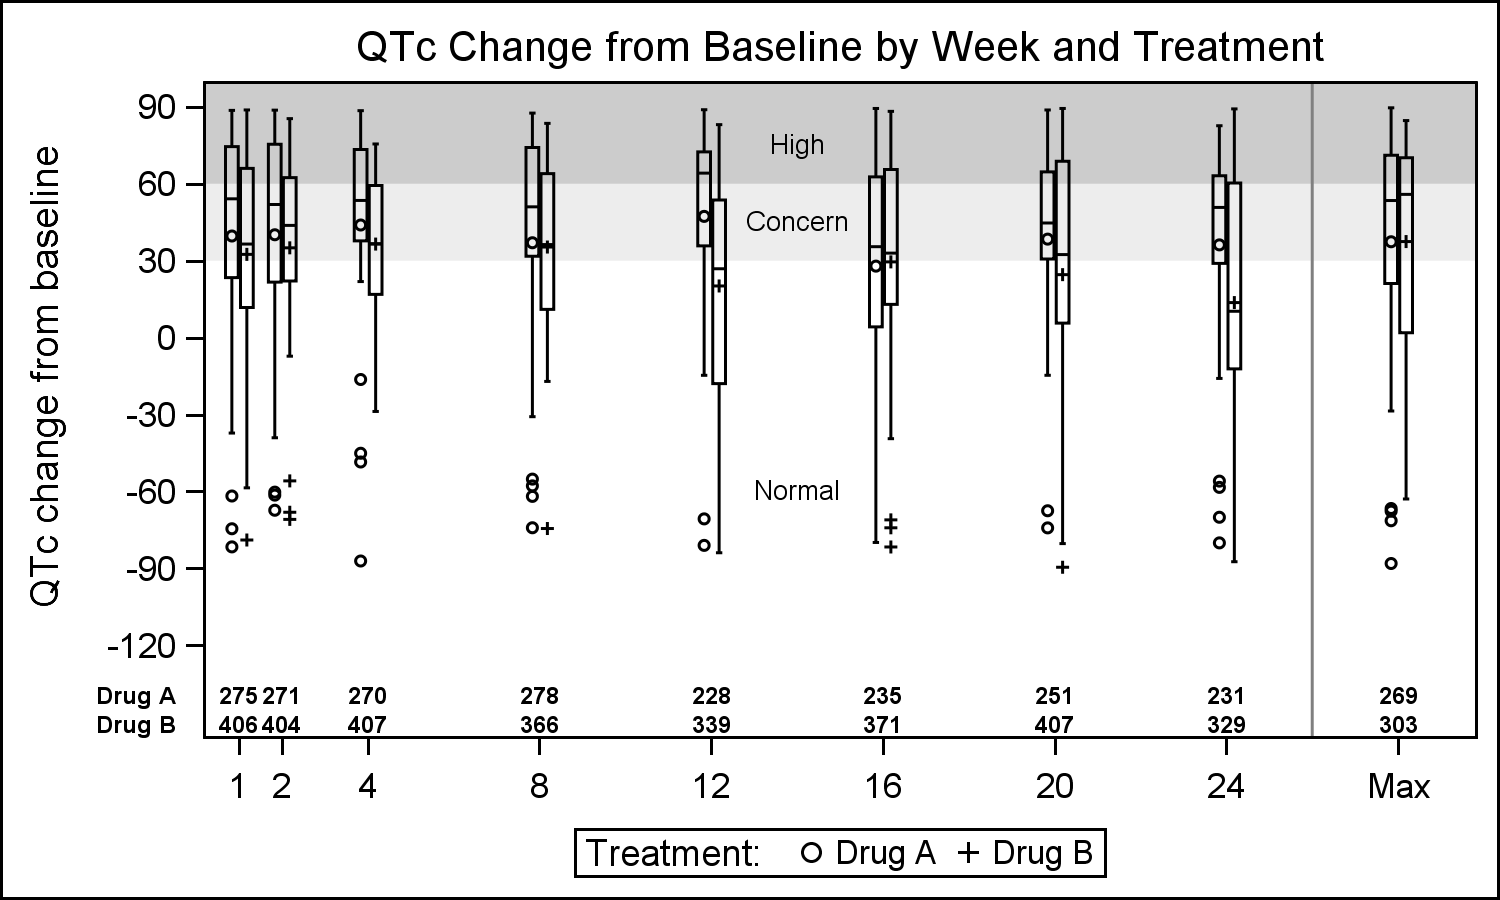 QTc Change from Baseline by Week and Treatment
QTc change from baseline
90
60
30
0
-30
-60
-90
-120
High
Concern
Normal
Drug A 275 271 270 278 228 235 251 231 269
Drug B 406 404 407 366 339 371 407 329 303
1 2 4 8 12 16 20 24 Max
Treatment: Drug A Drug B